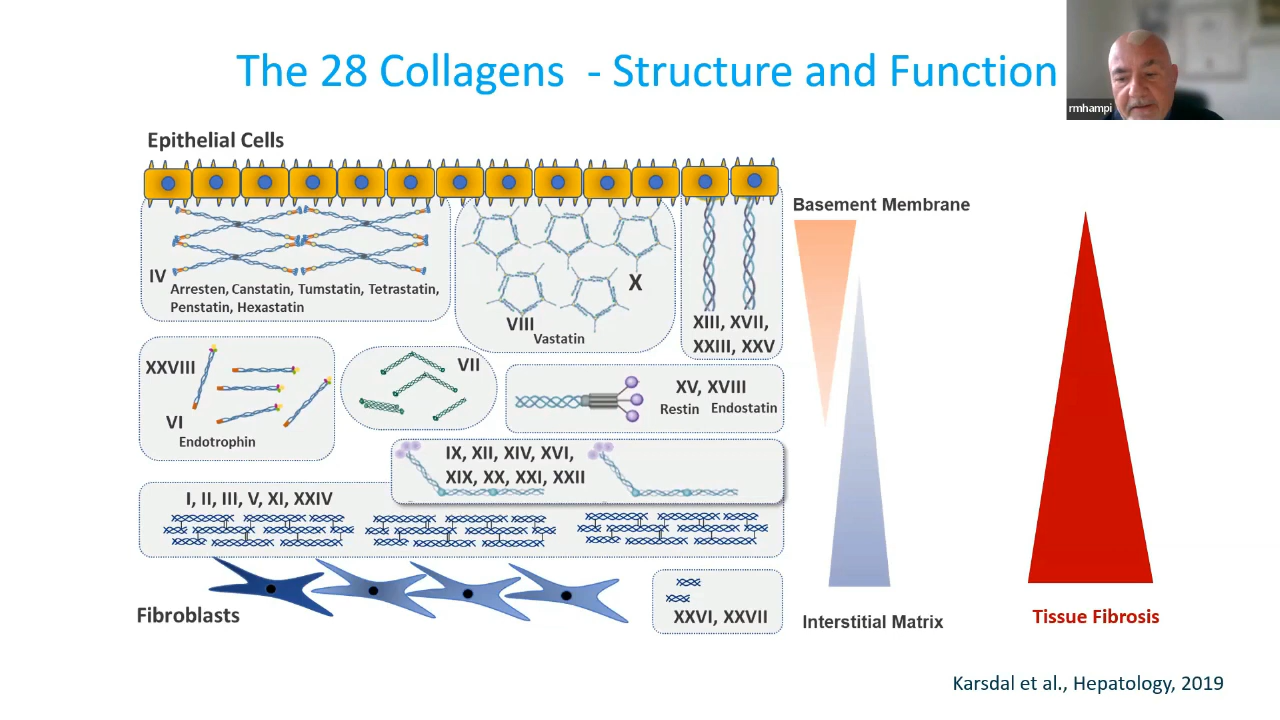 The 28 Collagens - Structure and Function
rmhampi
Epithelial Cells
IV
Arresten, Canstatin, Tumstatin, Tetrastatin,
Penstatin, Hexastatin
X
VIII
Vastatin
XIII, XVII,
XXIII, XXV
Basement Membrane
XXVIII
VI
Endotrophin
VII
XV, XVIII
Restin Endostatin
IX, XII, XIV, XVI,
XIX, XX, XXI, XXII
I, II, III, V, XI, XXIV
Fibroblasts
XXVI, XXVII
Interstitial Matrix
Tissue Fibrosis
Karsdal et al., Hepatology, 2019